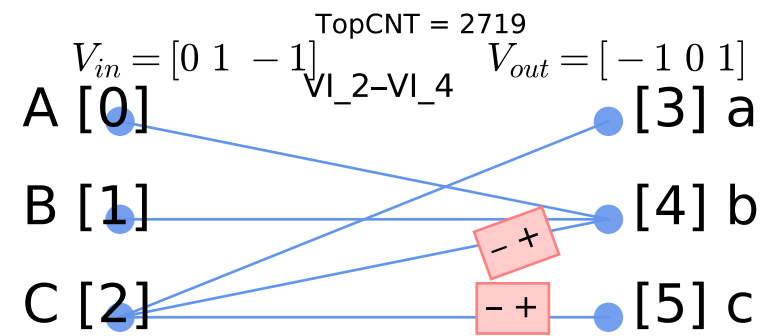 TopCNT = 2719
V_in = [0 1 − 1] V_out = [ − 1 0 1]
VI_2–VI_4
A [0] [3] a
B [1] [4] b
− +
C [2] − + [5] c